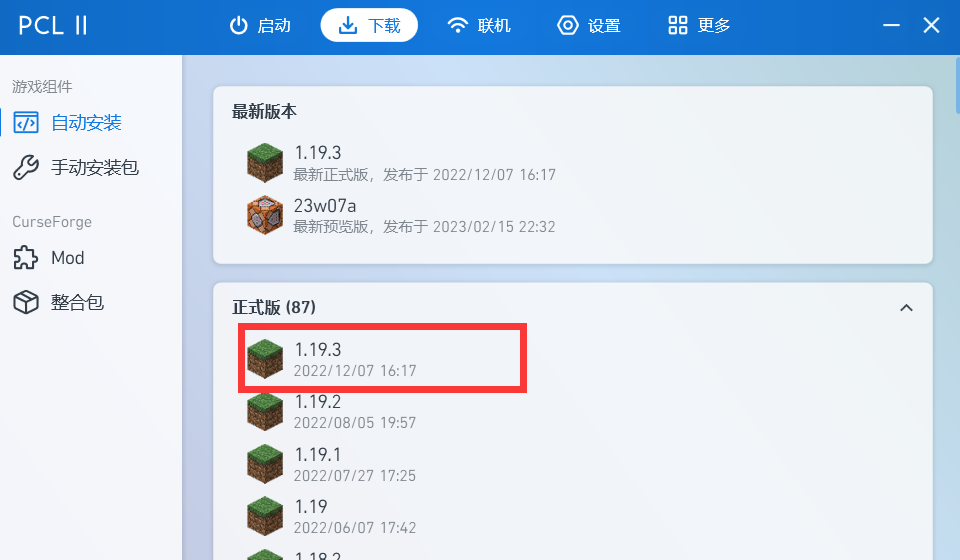 PCL II
启动
下载
联机
设置
更多
游戏组件
自动安装
手动安装包
CurseForge
Mod
整合包
最新版本
1.19.3
最新正式版，发布于 2022/12/07 16:17
23w07a
最新预览版，发布于 2023/02/15 22:32
正式版 (87)
1.19.3
2022/12/07 16:17
1.19.2
2022/08/05 19:57
1.19.1
2022/07/27 17:25
1.19
2022/06/07 17:42
1.18.2